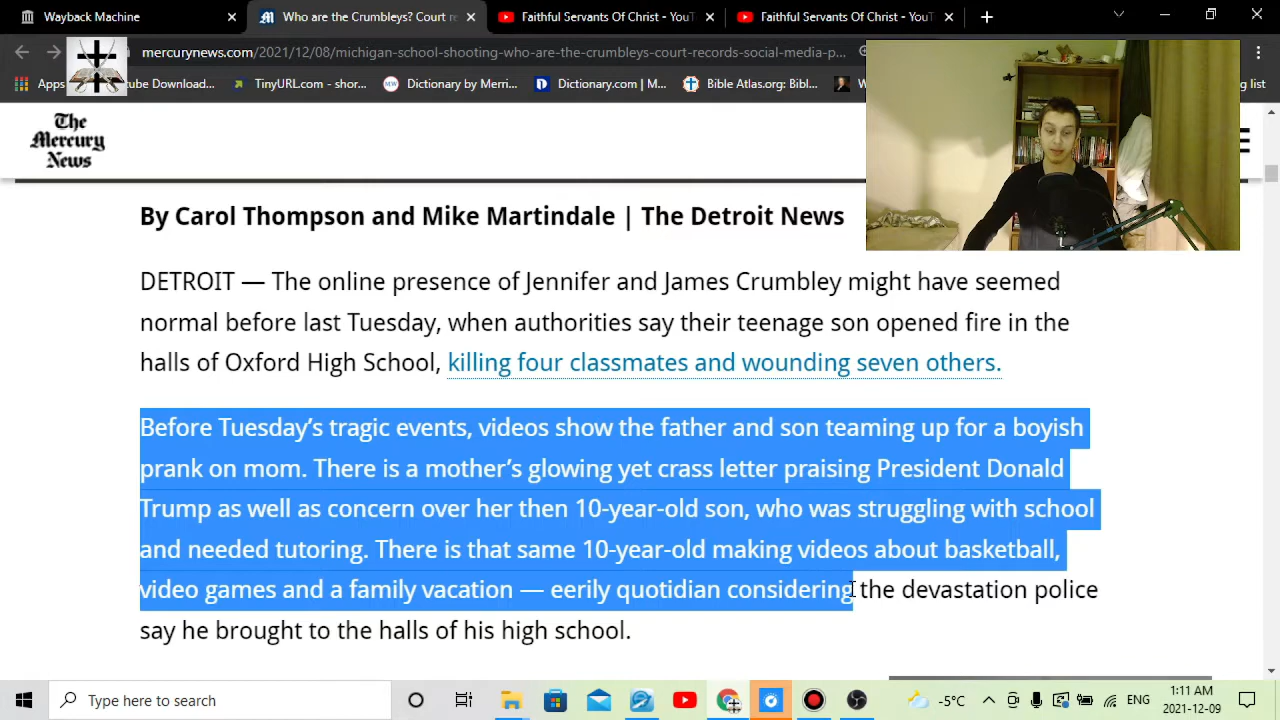 Wayback Machine
Who are the Crumbleys? Court re
Faithful Servants Of Christ - YouT
Faithful Servants Of Christ - YouT
mercurynews.com/2021/12/08/michigan-school-shooting-who-are-the-crumbleys-court-records-social-media-p...
Apps
tube Download...
TinyURL.com - shor...
MW
Dictionary by Merri...
Dictionary.com | M...
Bible Atlas.org: Bibl...
g list
The
Mercury
News
By Carol Thompson and Mike Martindale | The Detroit News
DETROIT — The online presence of Jennifer and James Crumbley might have seemed
normal before last Tuesday, when authorities say their teenage son opened fire in the
halls of Oxford High School, killing four classmates and wounding seven others.
Before Tuesday’s tragic events, videos show the father and son teaming up for a boyish
prank on mom. There is a mother’s glowing yet crass letter praising President Donald
Trump as well as concern over her then 10-year-old son, who was struggling with school
and needed tutoring. There is that same 10-year-old making videos about basketball,
video games and a family vacation — eerily quotidian considering the devastation police
say he brought to the halls of his high school.
Type here to search
-5°C
ENG
1:11 AM
2021-12-09